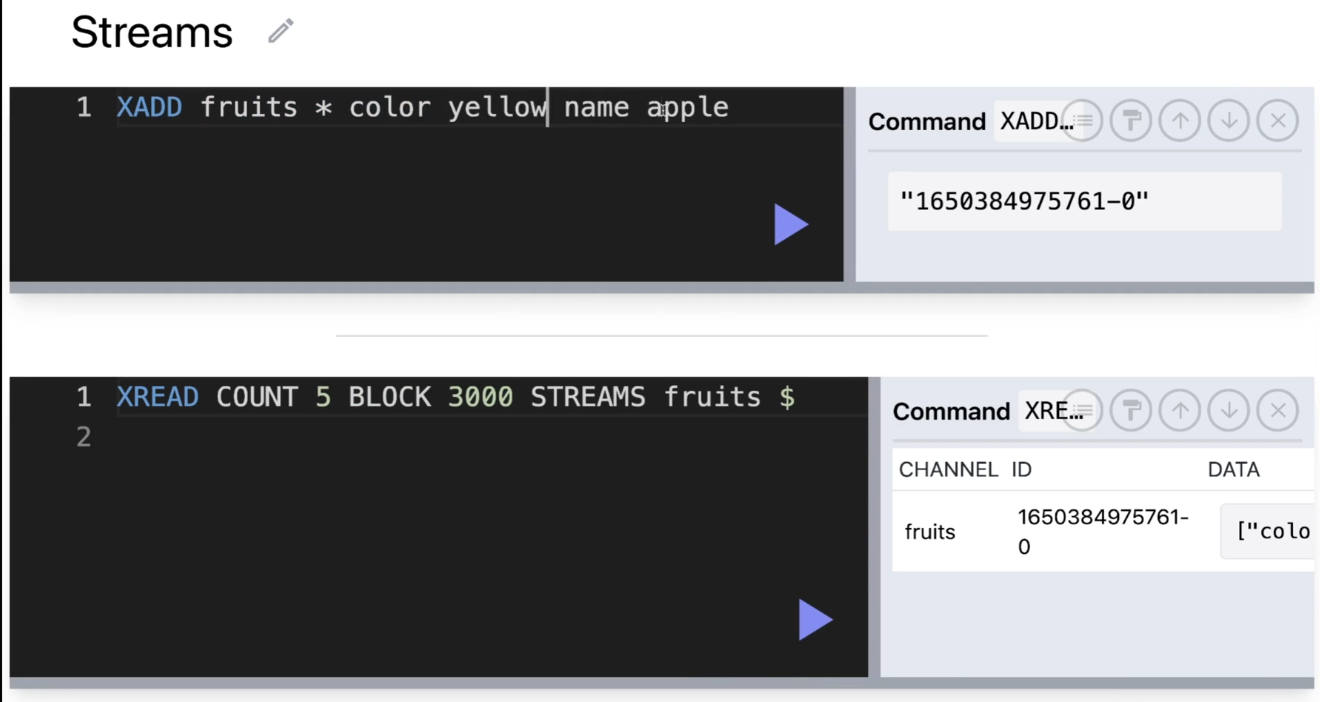 Streams
1 XADD fruits * color yellow name apple
Command XADD...
"1650384975761-0"
1 XREAD COUNT 5 BLOCK 3000 STREAMS fruits $
2
Command XRE...
CHANNEL ID DATA
fruits 1650384975761-
0
["colo